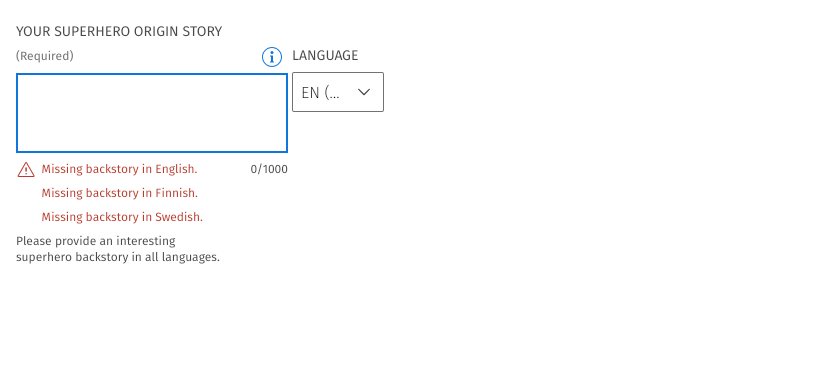 YOUR SUPERHERO ORIGIN STORY
(Required)
LANGUAGE
EN (...
Missing backstory in English.
0/1000
Missing backstory in Finnish.
Missing backstory in Swedish.
Please provide an interesting
superhero backstory in all languages.